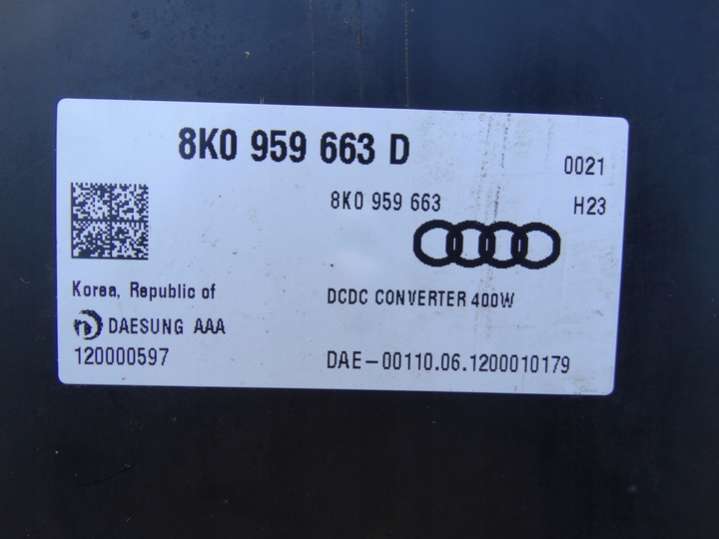 8K0 959 663 D
0021
8K0 959 663
H23
Korea, Republic of
DCDC CONVERTER 400W
DAESUNG AAA
120000597
DAE-00110.06.1200010179